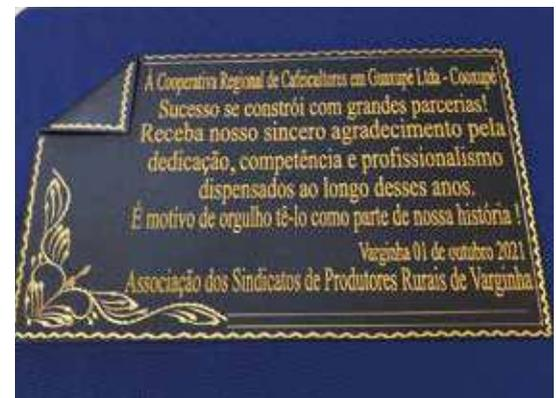 À Cooperativa Regional de Cafeicultores em Guaxupé Ltda - Cooxupé
Sucesso se constrói com grandes parcerias!
Receba nosso sincero agradecimento pela
dedicação, competência e profissionalismo
dispensados ao longo desses anos.
É motivo de orgulho tê-lo como parte de nossa história !
Varginha 01 de outubro 2021
Associação dos Sindicatos de Produtores Rurais de Varginha